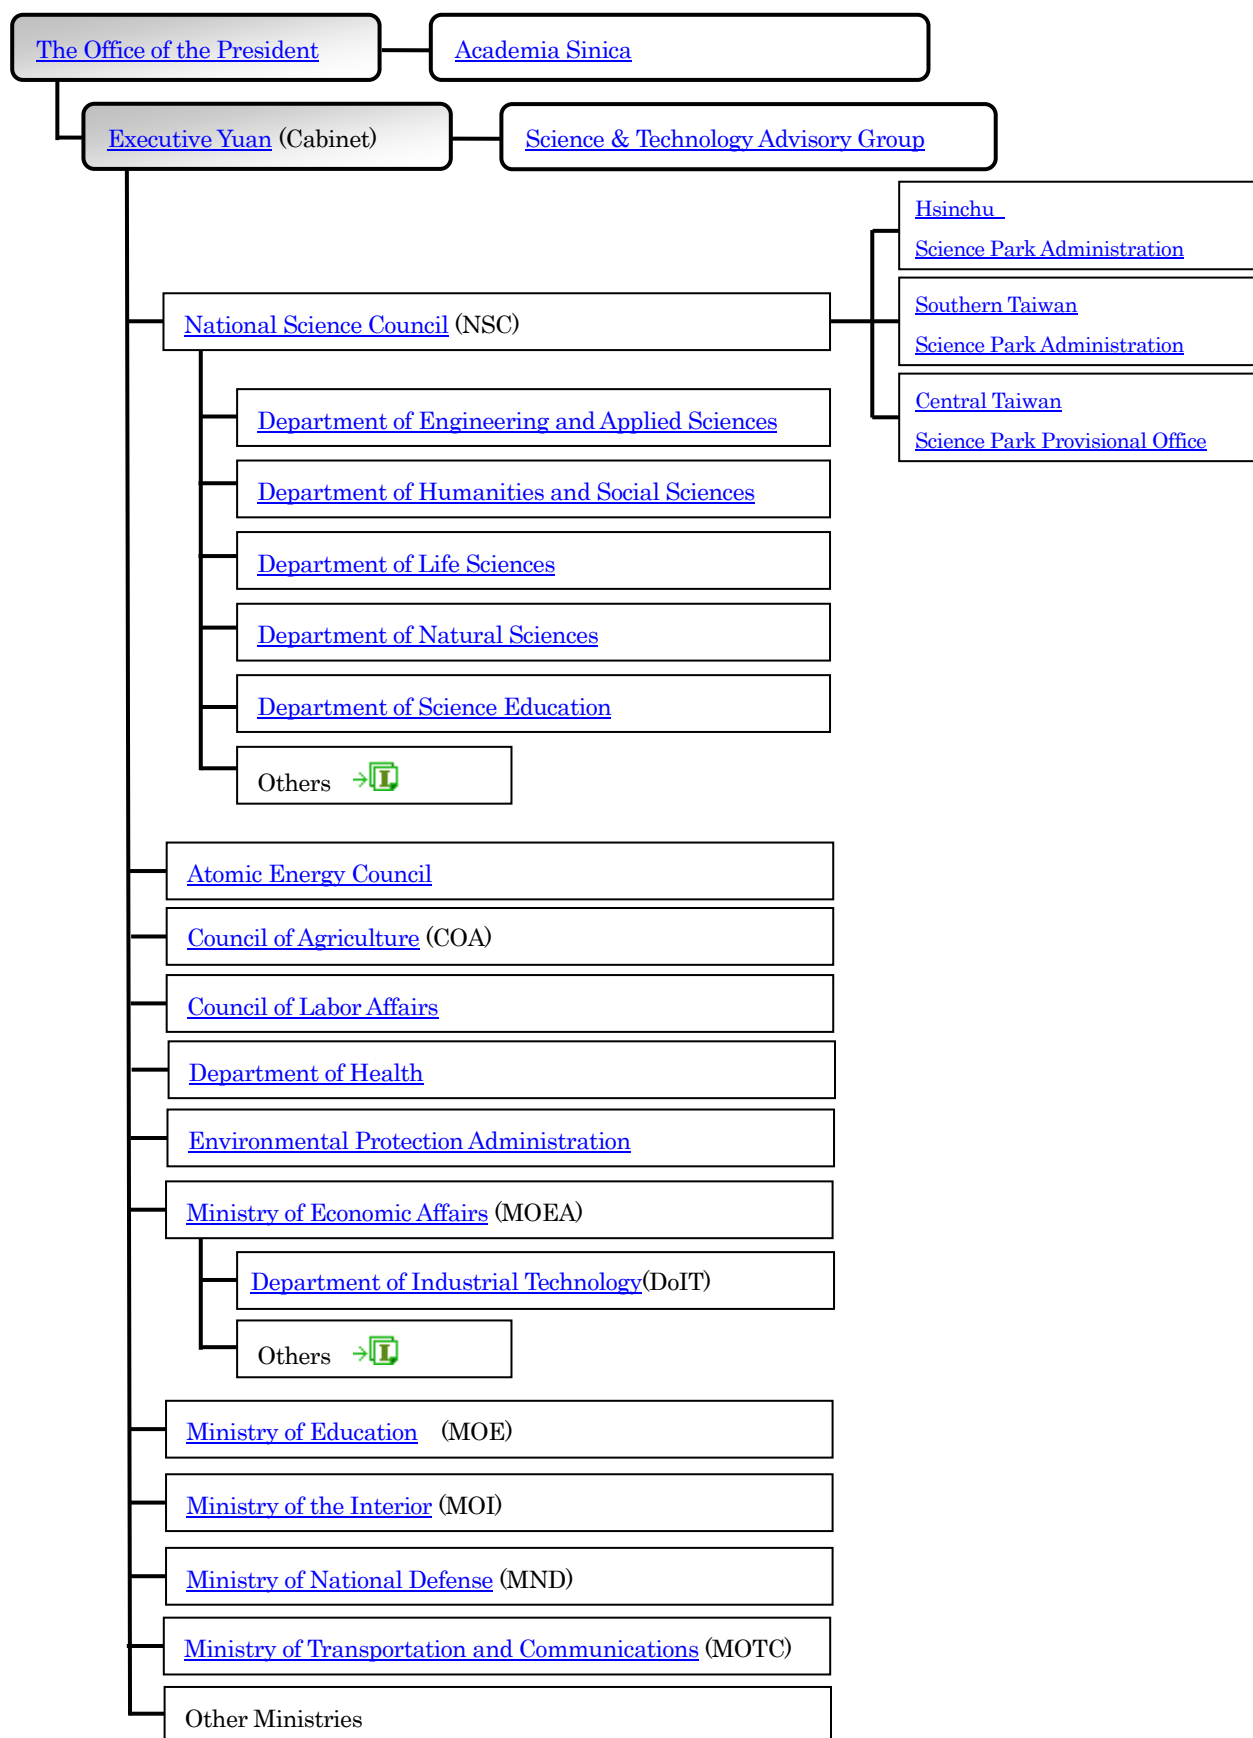 The Office of the President
Academia Sinica
Executive Yuan (Cabinet)
Science & Technology Advisory Group
Hsinchu
Science Park Administration
National Science Council (NSC)
Southern Taiwan
Science Park Administration
Central Taiwan
Science Park Provisional Office
Department of Engineering and Applied Sciences
Department of Humanities and Social Sciences
Department of Life Sciences
Department of Natural Sciences
Department of Science Education
Others →I
Atomic Energy Council
Council of Agriculture (COA)
Council of Labor Affairs
Department of Health
Environmental Protection Administration
Ministry of Economic Affairs (MOEA)
Department of Industrial Technology(DoIT)
Others →I
Ministry of Education (MOE)
Ministry of the Interior (MOI)
Ministry of National Defense (MND)
Ministry of Transportation and Communications (MOTC)
Other Ministries